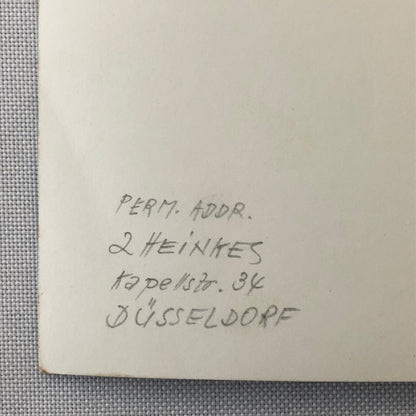 PERM. ADDR.
2 HEINKES
Kapellstr. 34
DÜSSELDORF